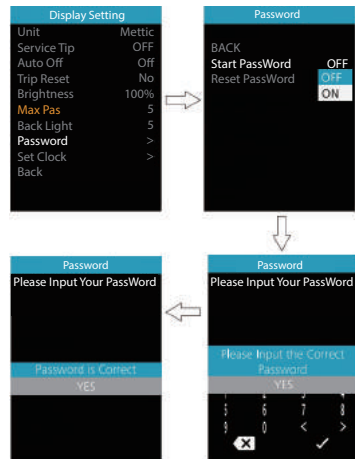 Display Setting
Unit Mettic
Service Tip OFF
Auto Off Off
Trip Reset No
Brightness 100%
Max Pas 5
Back Light 5
Password >
Set Clock >
Back
Password
BACK
Start PassWord OFF
Reset PassWord OFF
ON
Password
Please Input Your PassWord
Password is Correct
YES
Password
Please Input Your PassWord
Please Input the Correct
Password
YES
5 6 7 8
9 0 < >